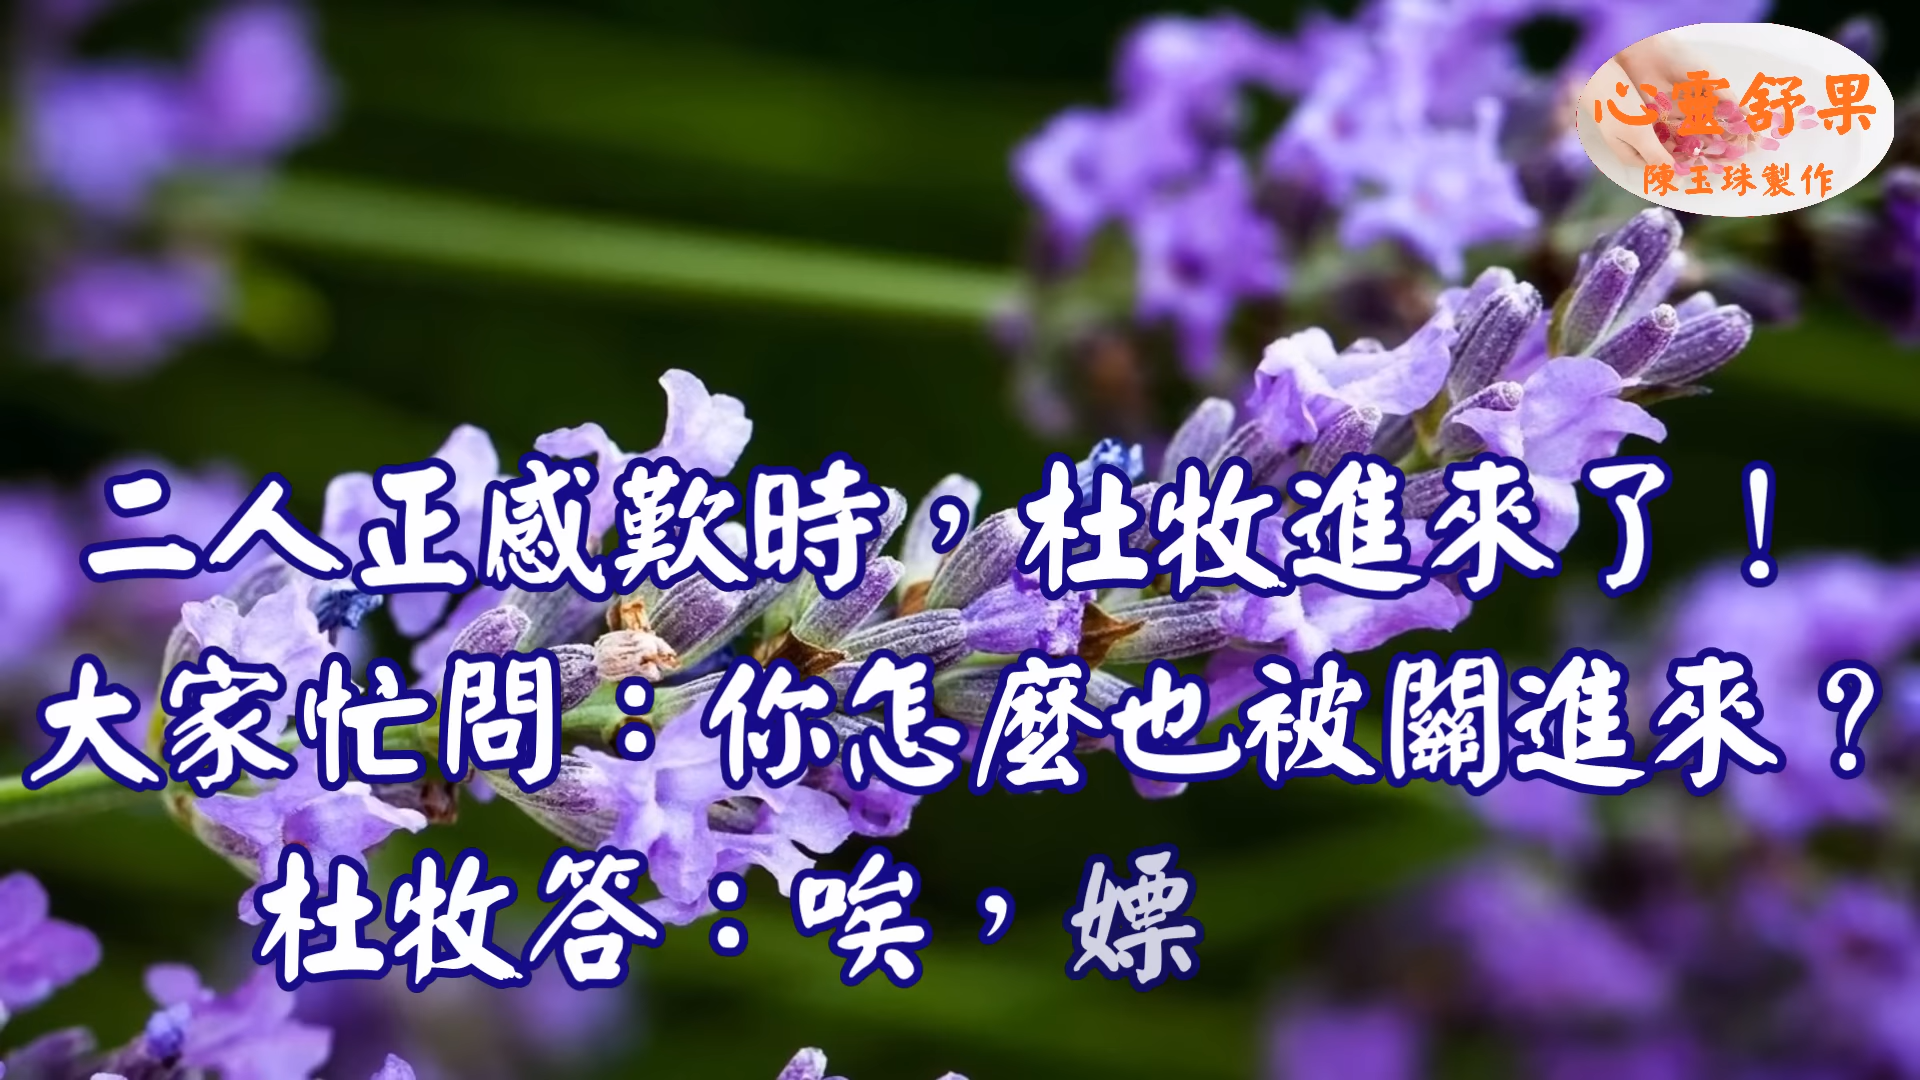 心靈舒果
陳玉珠製作
二人正感歎時，杜牧進來了！
大家忙問：你怎麼也被關進來？
杜牧答：唉，嫖